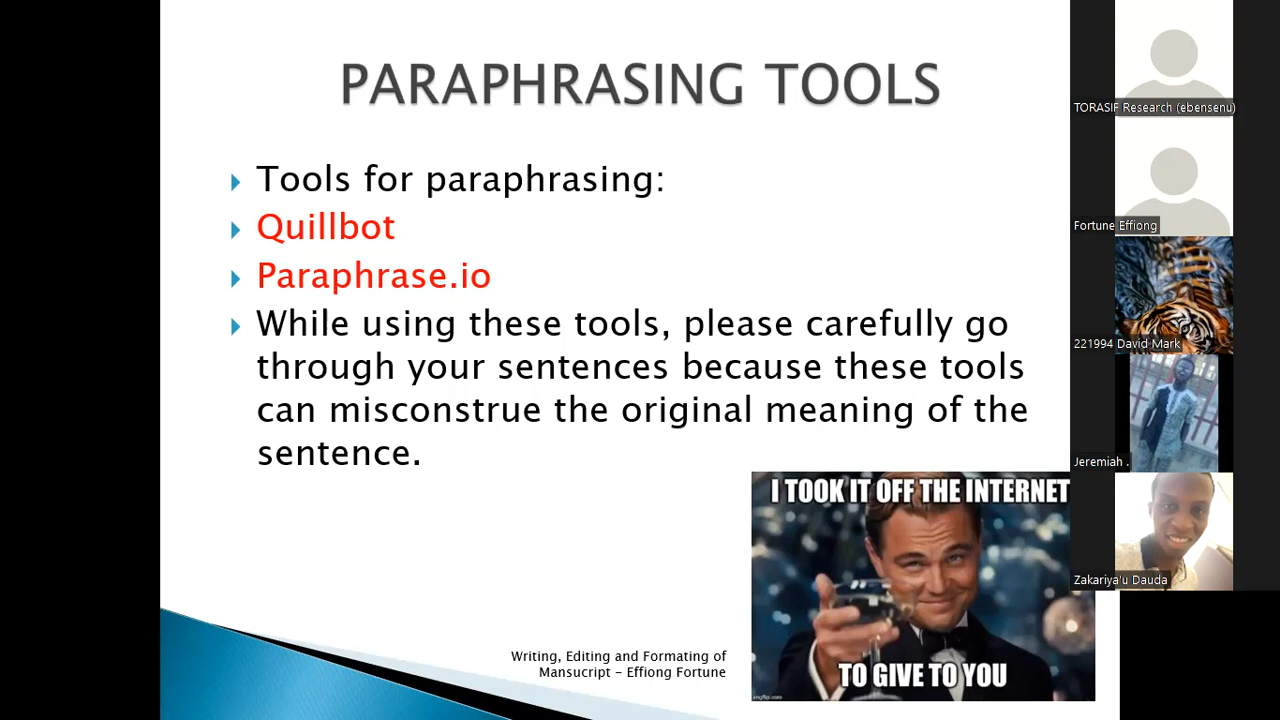 PARAPHRASING TOOLS
Tools for paraphrasing:
Quillbot
Paraphrase.io
While using these tools, please carefully go
through your sentences because these tools
can misconstrue the original meaning of the
sentence.
I TOOK IT OFF THE INTERNET
TO GIVE TO YOU
imgflip.com
Writing, Editing and Formating of
Mansucript - Effiong Fortune
TORASIF Research (ebensenu)
Fortune Effiong
221994 David Mark
Jeremiah .
Zakariya'u Dauda